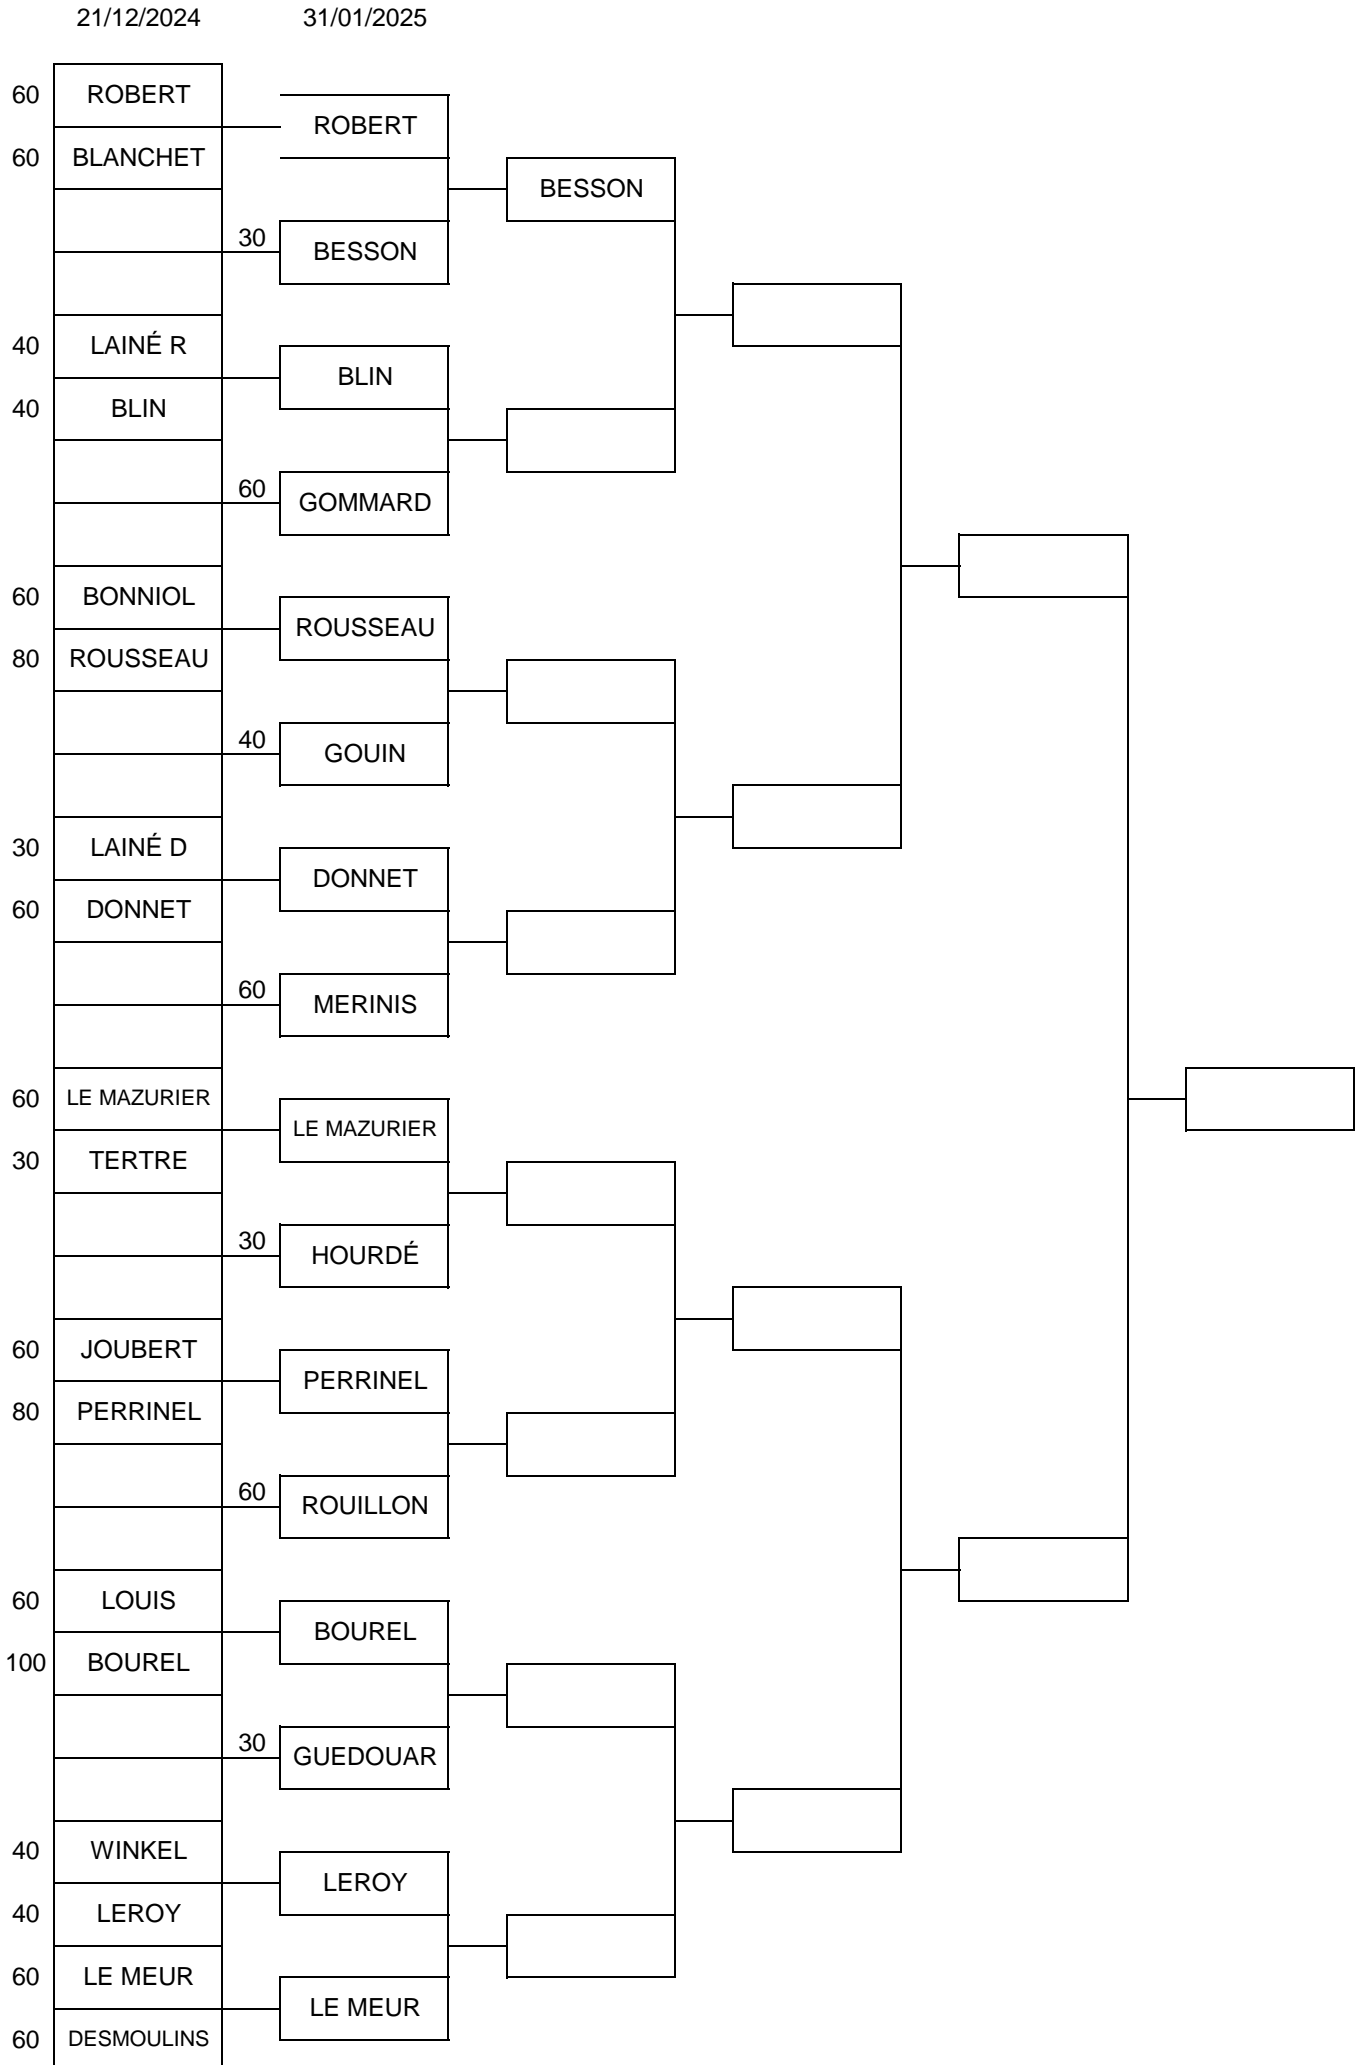 21/12/2024 31/01/2025
60 ROBERT
ROBERT
60 BLANCHET
BESSON
30 BESSON
40 LAINÉ R
BLIN
40 BLIN
60 GOMMARD
60 BONNIOL
ROUSSEAU
80 ROUSSEAU
40 GOUIN
30 LAINÉ D
DONNET
60 DONNET
60 MERINIS
60 LE MAZURIER
LE MAZURIER
30 TERTRE
30 HOURDÉ
60 JOUBERT
PERRINEL
80 PERRINEL
60 ROUILLON
60 LOUIS
BOUREL
100 BOUREL
30 GUEDOUAR
40 WINKEL
LEROY
40 LEROY
60 LE MEUR
LE MEUR
60 DESMOULINS